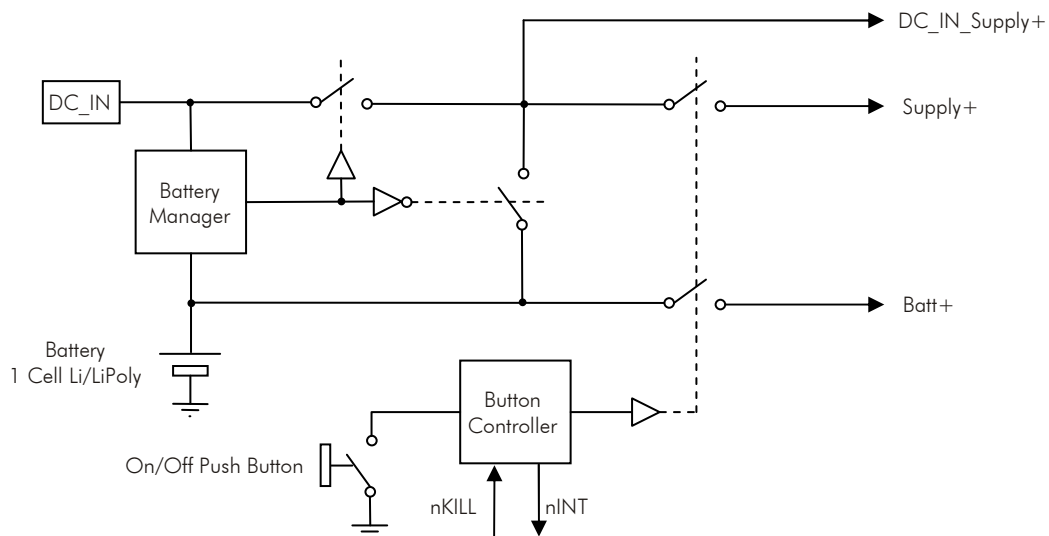 DC_IN_Supply+
DC_IN
Supply+
Battery
Manager
Batt+
Battery
1 Cell Li/LiPoly
Button
Controller
On/Off Push Button
nKILL
nINT